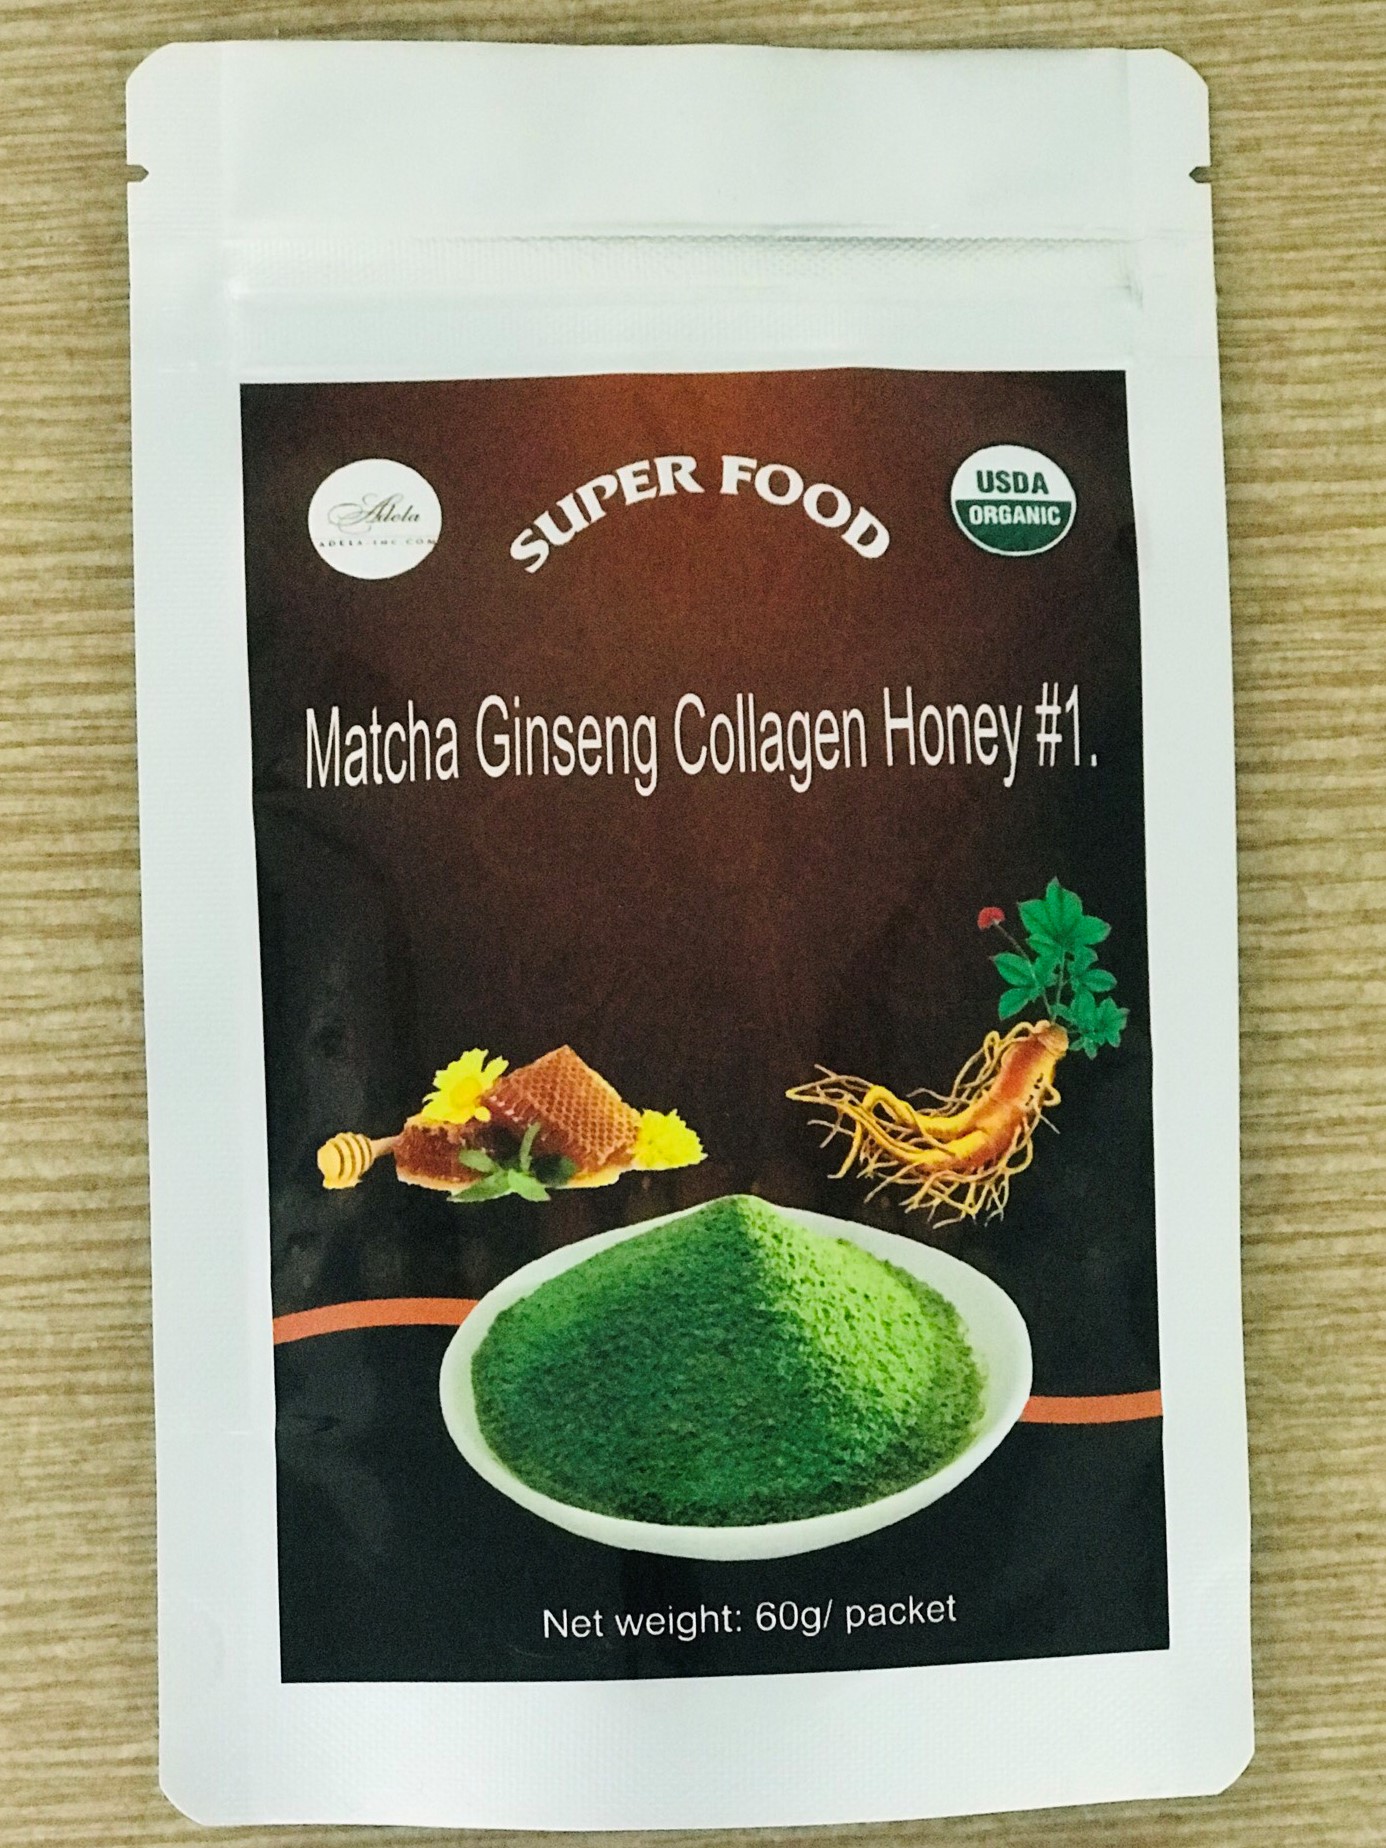 SUPER FOOD
Adela
ADELA-INC.COM
USDA
ORGANIC
Matcha Ginseng Collagen Honey #1.
Net weight: 60g/ packet